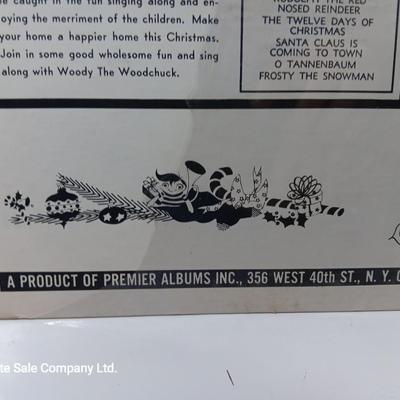 be caught in the fun singing along and en-
joying the merriment of the children. Make
your home a happier home this Christmas.
Join in some good wholesome fun and sing
along with Woody The Woodchuck.
RUDOLPH THE RED
NOSED REINDEER
THE TWELVE DAYS OF
CHRISTMAS
SANTA CLAUS IS
COMING TO TOWN
O TANNENBAUM
FROSTY THE SNOWMAN
A PRODUCT OF PREMIER ALBUMS INC., 356 WEST 40th ST., N. Y. C
te Sale Company Ltd.